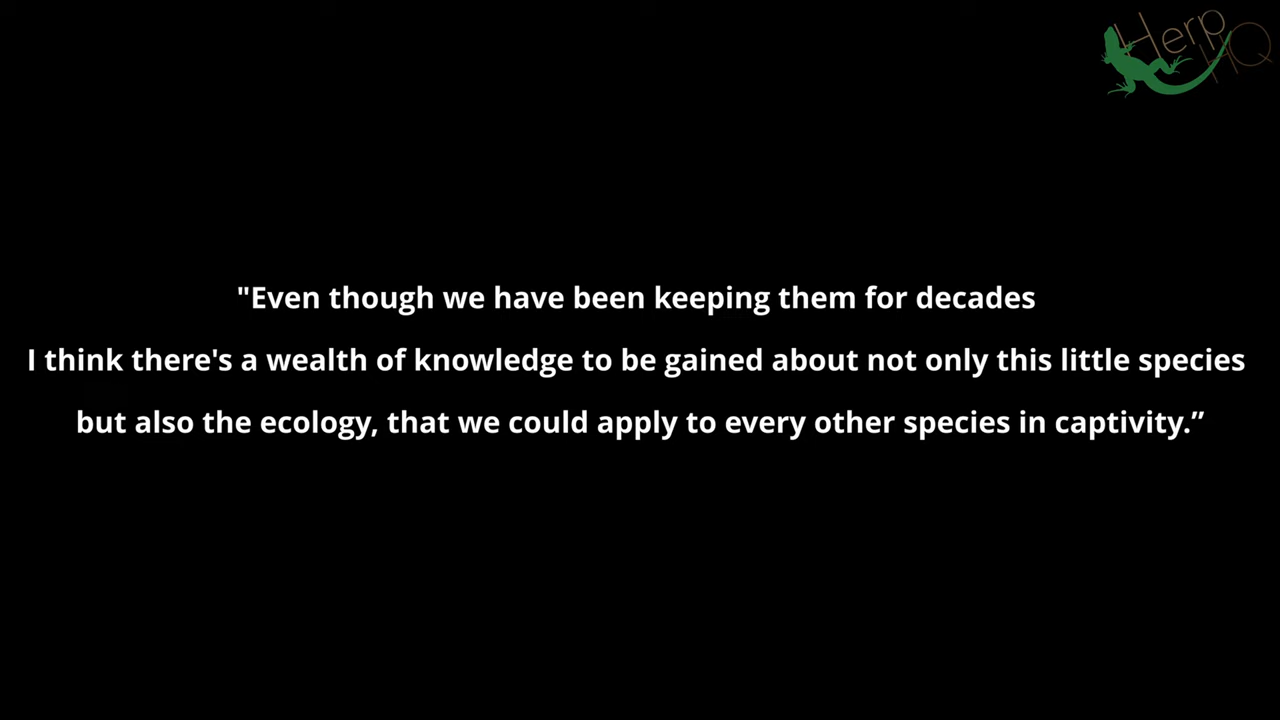 Herp
HQ
"Even though we have been keeping them for decades
I think there's a wealth of knowledge to be gained about not only this little species
but also the ecology, that we could apply to every other species in captivity.”